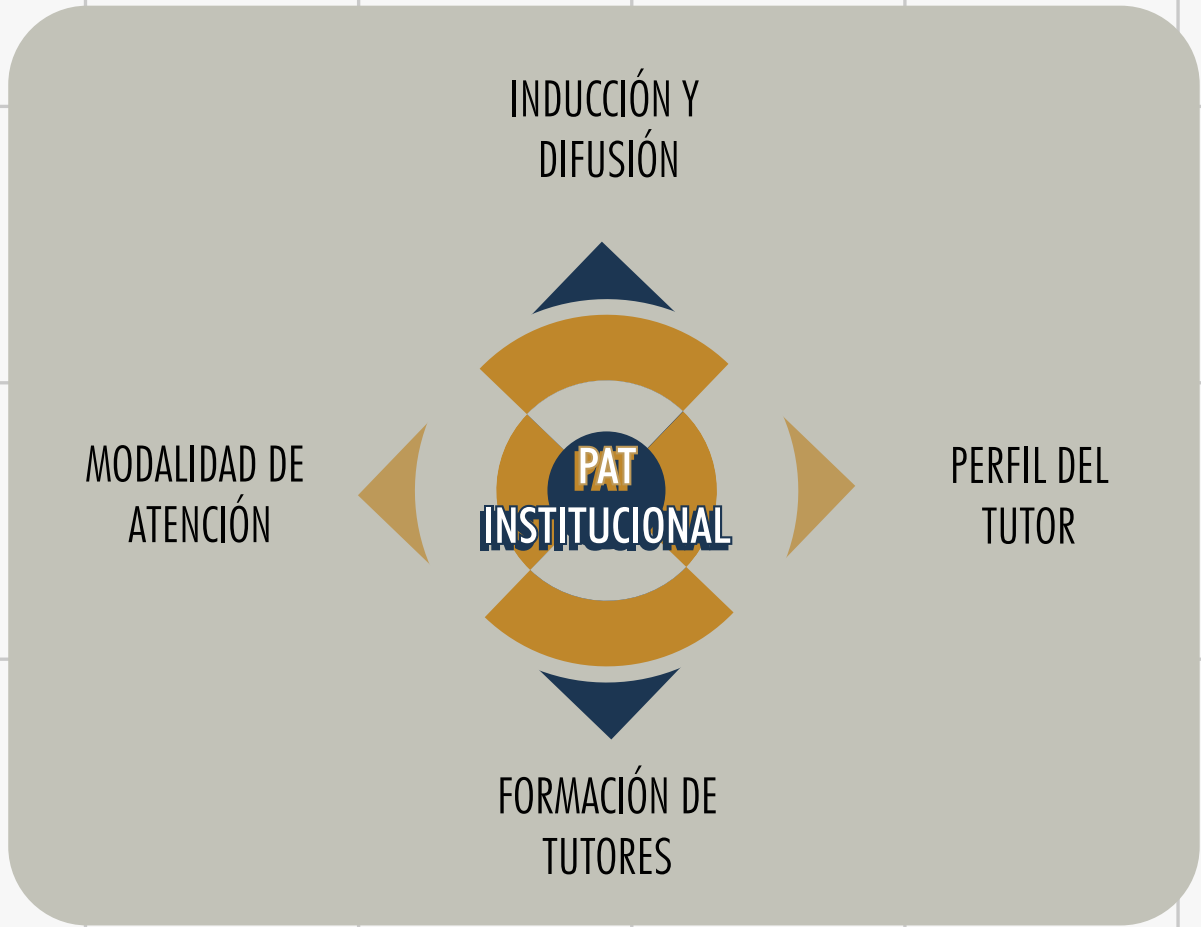 INDUCCIÓN Y
DIFUSIÓN
MODALIDAD DE
ATENCIÓN
PAT
INSTITUCIONAL
PERFIL DEL
TUTOR
FORMACIÓN DE
TUTORES